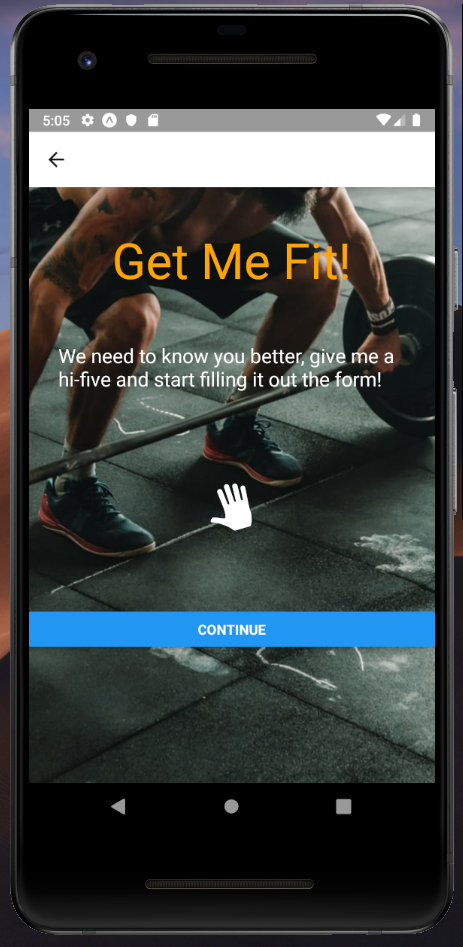 5:05
Get Me Fit!
We need to know you better, give me a
hi-five and start filling it out the form!
CONTINUE